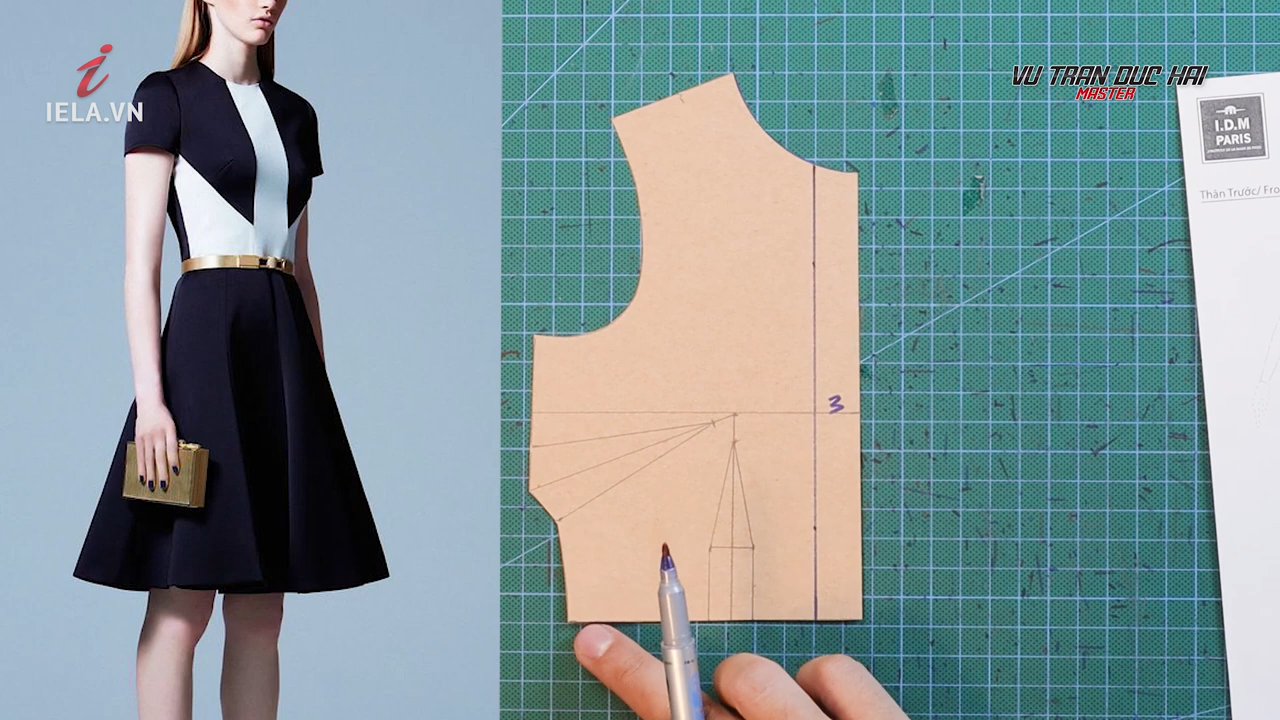 IELA.VN
VU TRAN DUC HAI
MASTER
3
I.D.M
PARIS
Thân Trước/ Fro